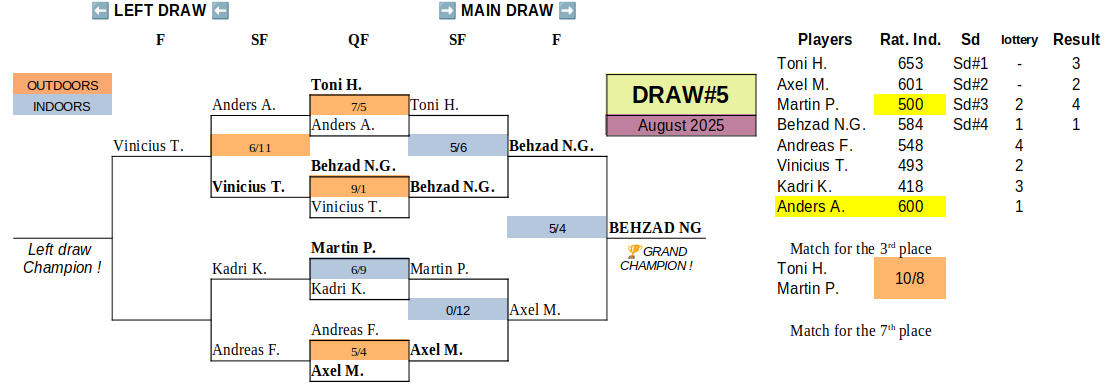 ⬅️ LEFT DRAW ⬅️ ➡️ MAIN DRAW ➡️
F SF QF SF F
Players Rat. Ind. Sd lottery Result
Toni H. 653 Sd#1 - 3
Axel M. 601 Sd#2 - 2
Martin P. 500 Sd#3 2 4
Behzad N.G. 584 Sd#4 1 1
Andreas F. 548 4
Vinicius T. 493 2
Kadri K. 418 3
Anders A. 600 1
OUTDOORS
INDOORS
DRAW#5
August 2025
Toni H.
Anders A. 7/5 Toni H.
Anders A.
Vinicius T. 6/11 5/6 Behzad N.G.
Behzad N.G.
Vinicius T. 9/1 Behzad N.G.
Vinicius T.
5/4 BEHZAD NG
Left draw
Champion !
🏆GRAND
CHAMPION !
Martin P.
Kadri K. 6/9 Martin P.
Kadri K.
0/12 Axel M.
Andreas F.
Andreas F. 5/4 Axel M.
Axel M.
Match for the 3rd place
Toni H.
Martin P.
10/8
Match for the 7th place